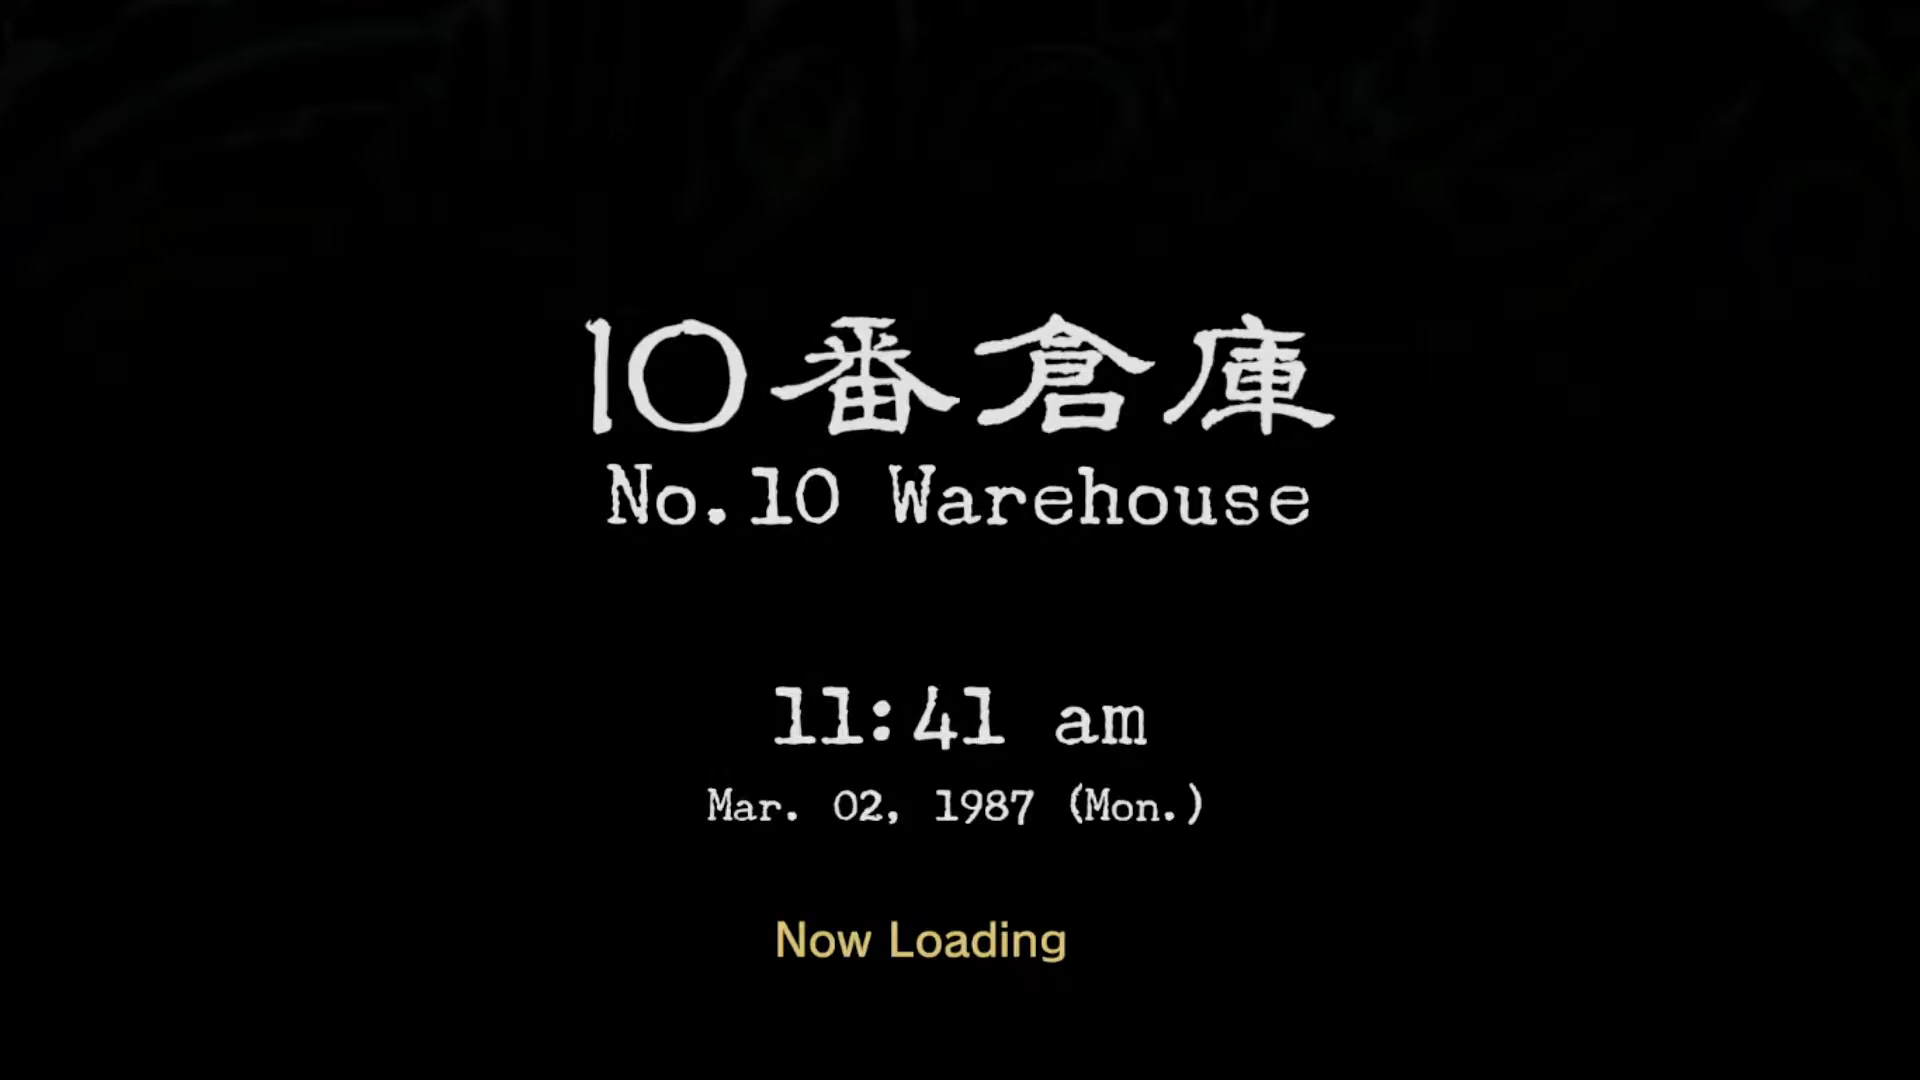 10番倉庫
No.10 Warehouse
11:41 am
Mar. 02, 1987 (Mon.)
Now Loading